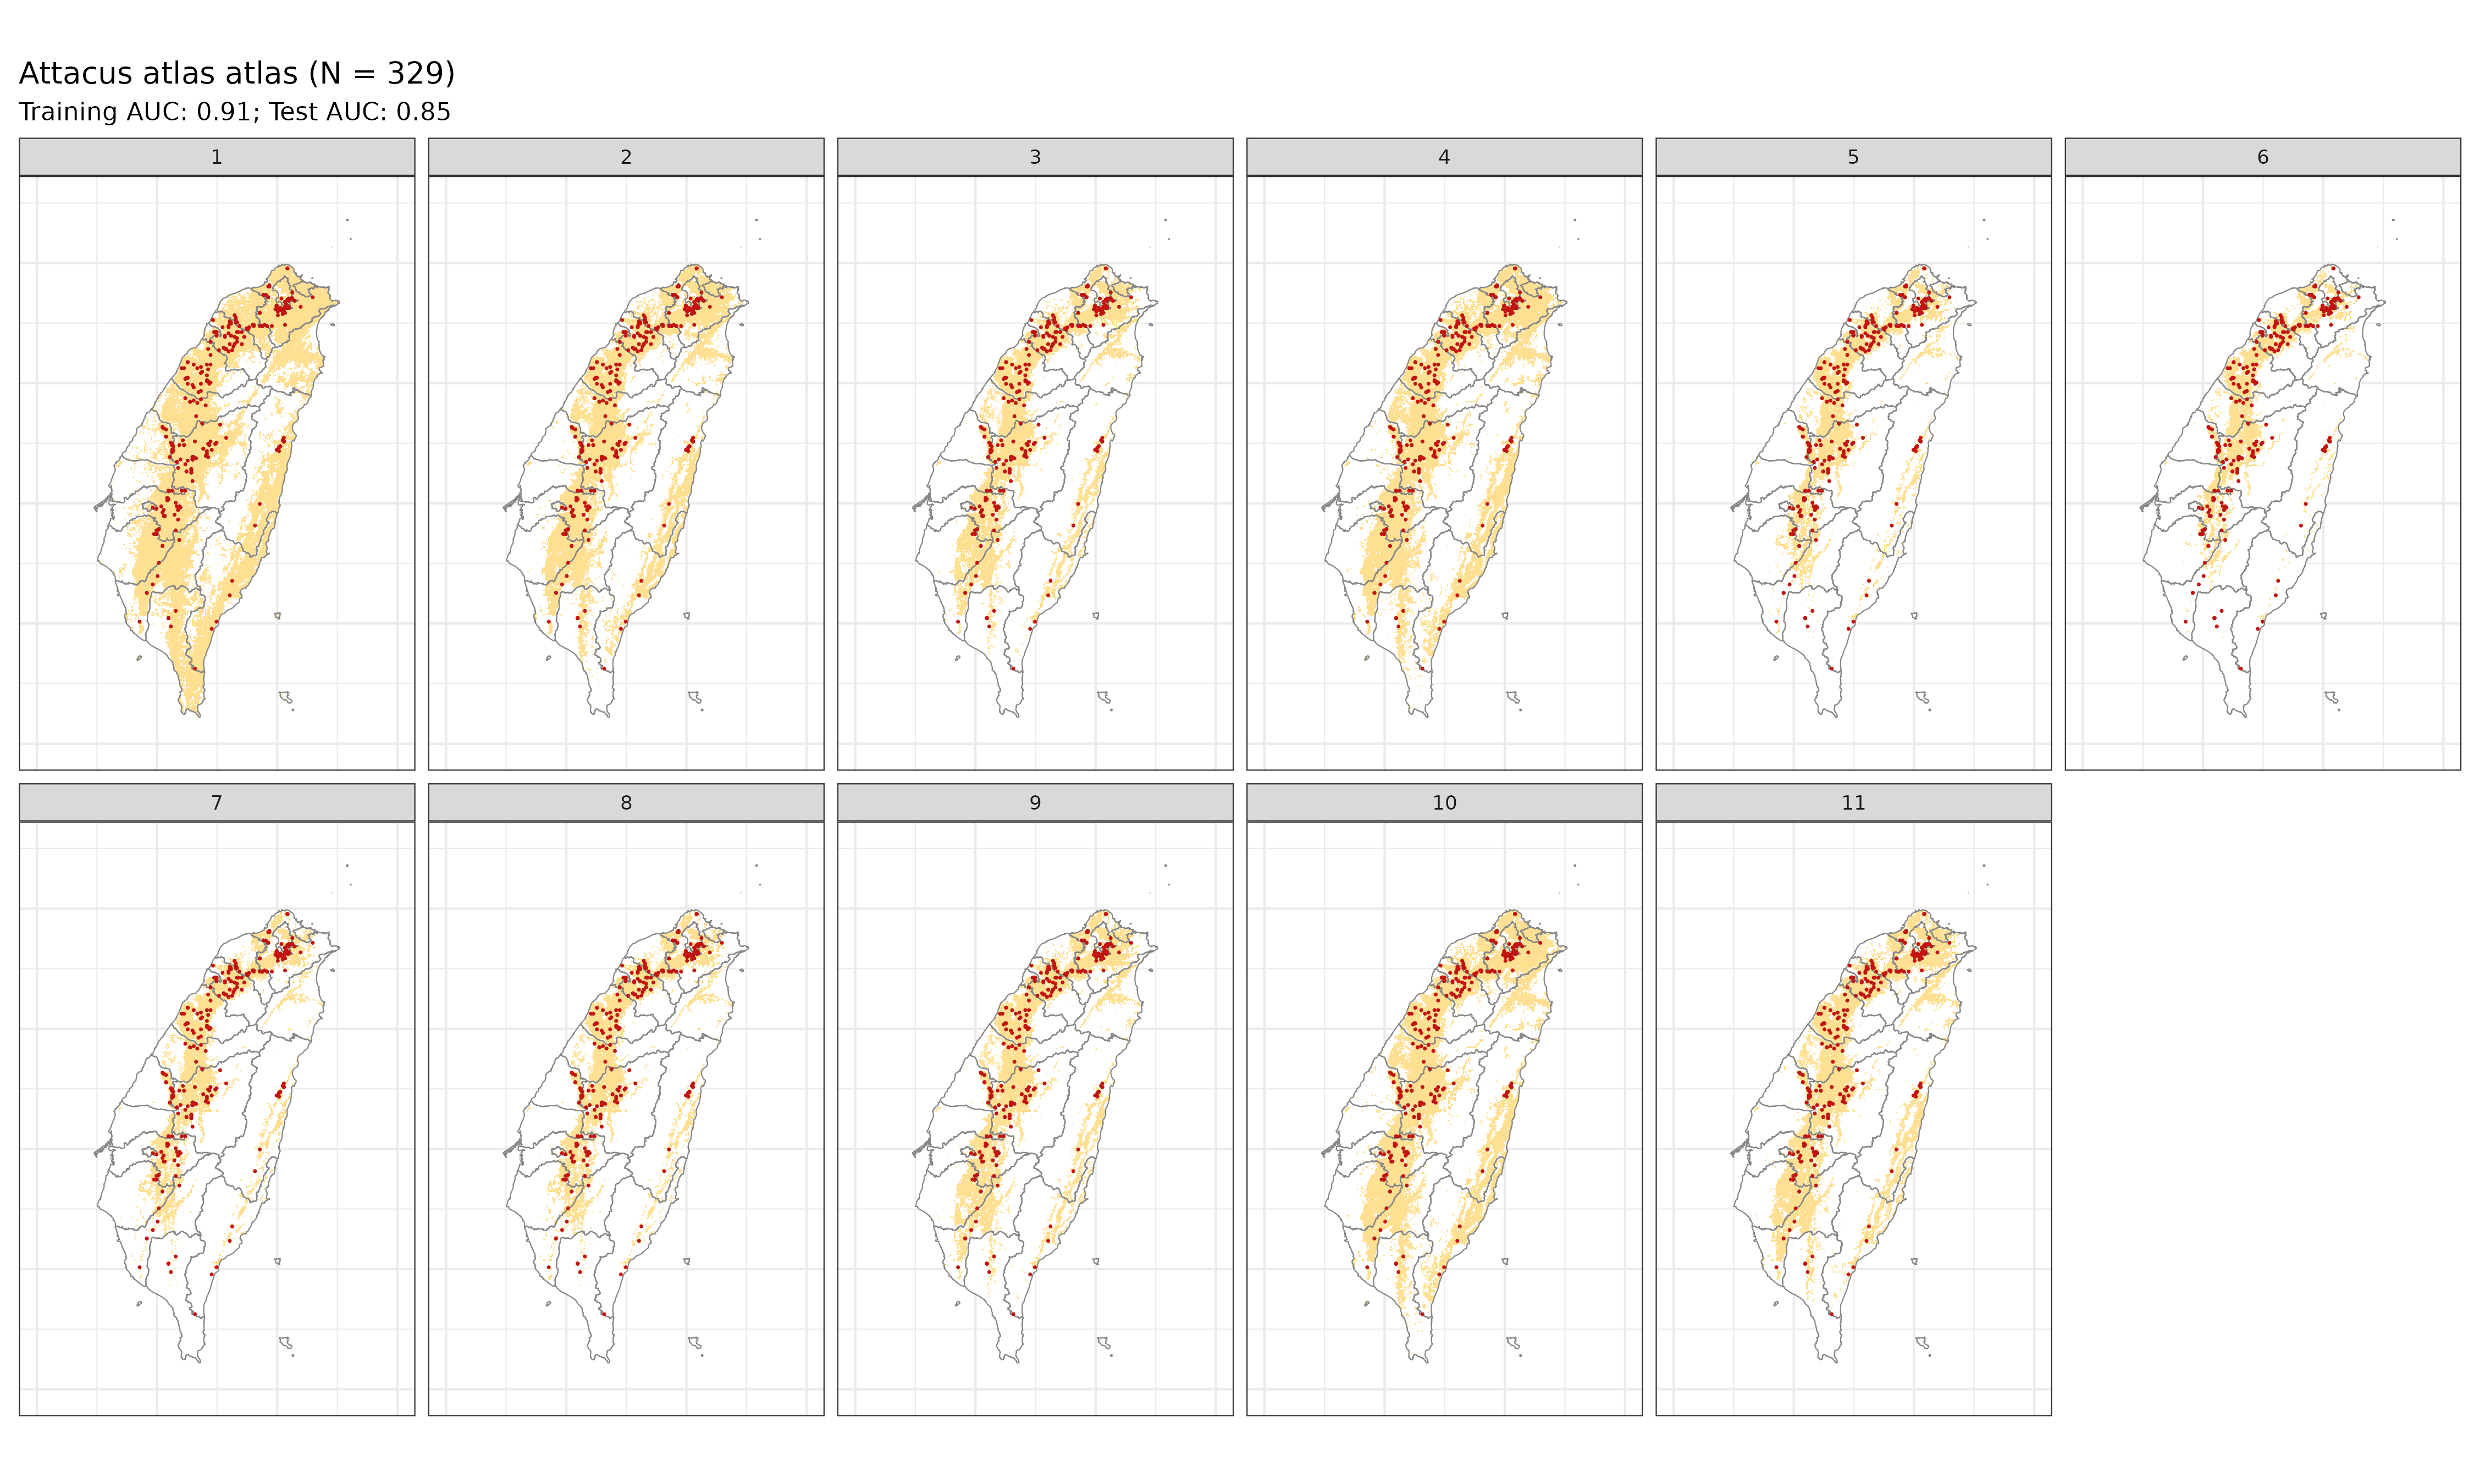 Attacus atlas atlas (N = 329)
Training AUC: 0.91; Test AUC: 0.85
1 2 3 4 5 6
7 8 9 10 11